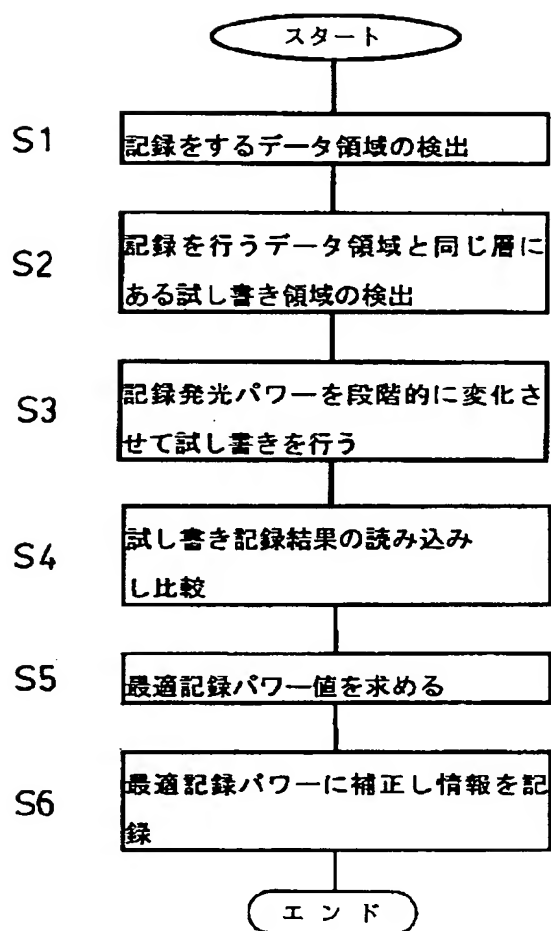 スタート
S1
記録をするデータ領域の検出
S2
記録を行うデータ領域と同じ層に
ある試し書き領域の検出
S3
記録発光パワーを段階的に変化さ
せて試し書きを行う
S4
試し書き記録結果の読み込み
し比較
S5
最適記録パワー値を求める
S6
最適記録パワーに補正し情報を記
録
エンド